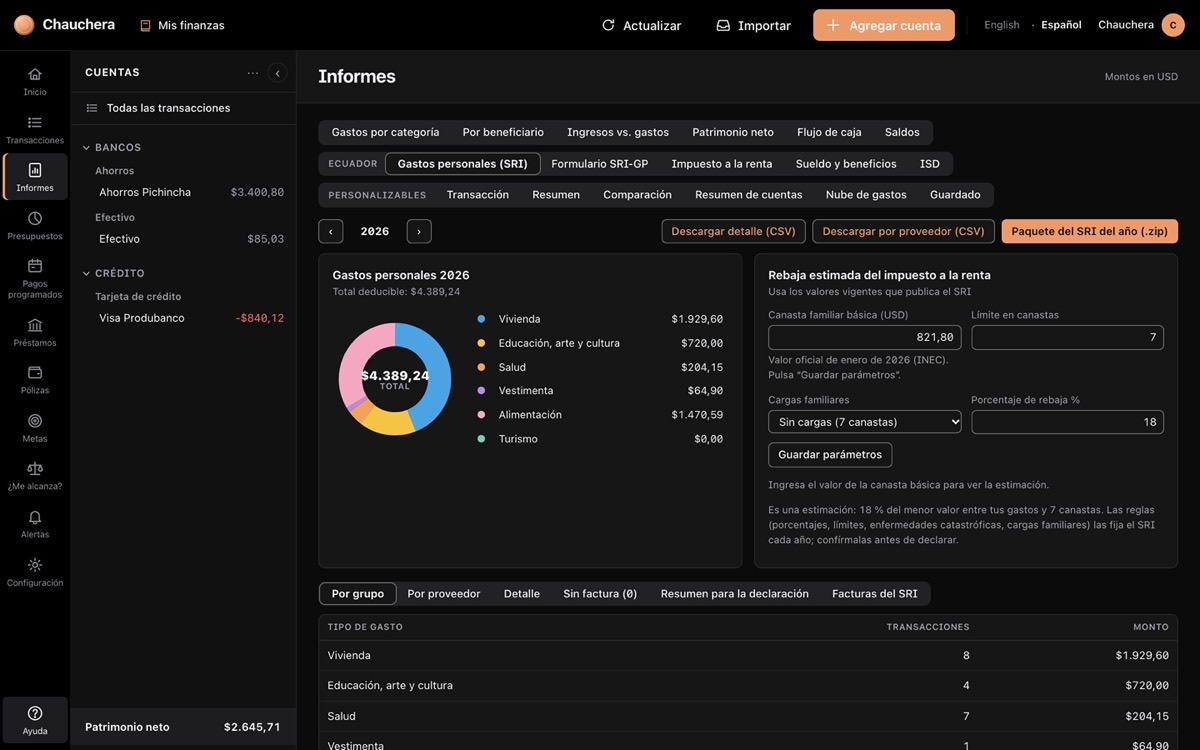 Chauchera
Mis finanzas
Actualizar
Importar
+ Agregar cuenta
English · Español
Chauchera
C
Inicio
Transacciones
Informes
Presupuestos
Pagos programados
Préstamos
Pólizas
Metas
¿Me alcanza?
Alertas
Configuración
Ayuda
CUENTAS
...
‹
Todas las transacciones
BANCOS
Ahorros
Ahorros Pichincha $3.400,80
Efectivo
Efectivo $85,03
CRÉDITO
Tarjeta de crédito
Visa Produbanco -$840,12
Patrimonio neto $2.645,71
Informes
Montos en USD
Gastos por categoría Por beneficiario Ingresos vs. gastos Patrimonio neto Flujo de caja Saldos
ECUADOR Gastos personales (SRI) Formulario SRI-GP Impuesto a la renta Sueldo y beneficios ISD
PERSONALIZABLES Transacción Resumen Comparación Resumen de cuentas Nube de gastos Guardado
‹ 2026 ›
Descargar detalle (CSV) Descargar por proveedor (CSV) Paquete del SRI del año (.zip)
Gastos personales 2026
Total deducible: $4.389,24
$4.389,24
TOTAL
Vivienda $1.929,60
Educación, arte y cultura $720,00
Salud $204,15
Vestimenta $64,90
Alimentación $1.470,59
Turismo $0,00
Rebaja estimada del impuesto a la renta
Usa los valores vigentes que publica el SRI
Canasta familiar básica (USD) Límite en canastas
821,80 7
Valor oficial de enero de 2026 (INEC).
Pulsa “Guardar parámetros”.
Cargas familiares Porcentaje de rebaja %
Sin cargas (7 canastas) 18
Guardar parámetros
Ingresa el valor de la canasta básica para ver la estimación.
Es una estimación: 18 % del menor valor entre tus gastos y 7 canastas. Las reglas
(porcentajes, límites, enfermedades catastróficas, cargas familiares) las fija el SRI
cada año; confírmalas antes de declarar.
Por grupo Por proveedor Detalle Sin factura (0) Resumen para la declaración Facturas del SRI
TIPO DE GASTO TRANSACCIONES MONTO
Vivienda 8 $1.929,60
Educación, arte y cultura 4 $720,00
Salud 7 $204,15
Vestimenta 1 $64,90